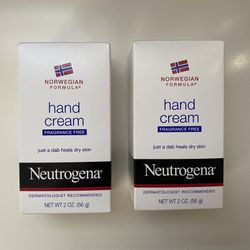 NORWEGIAN
FORMULA®
hand
cream
FRAGRANCE FREE
just a dab heals dry skin
Neutrogena®
DERMATOLOGIST RECOMMENDED
NET WT 2 OZ. (56 g)
NORWEGIAN
FORMULA®
hand
cream
FRAGRANCE FREE
just a dab heals dry skin
Neutrogena®
DERMATOLOGIST RECOMMENDED
NET WT 2 OZ. (56 g)